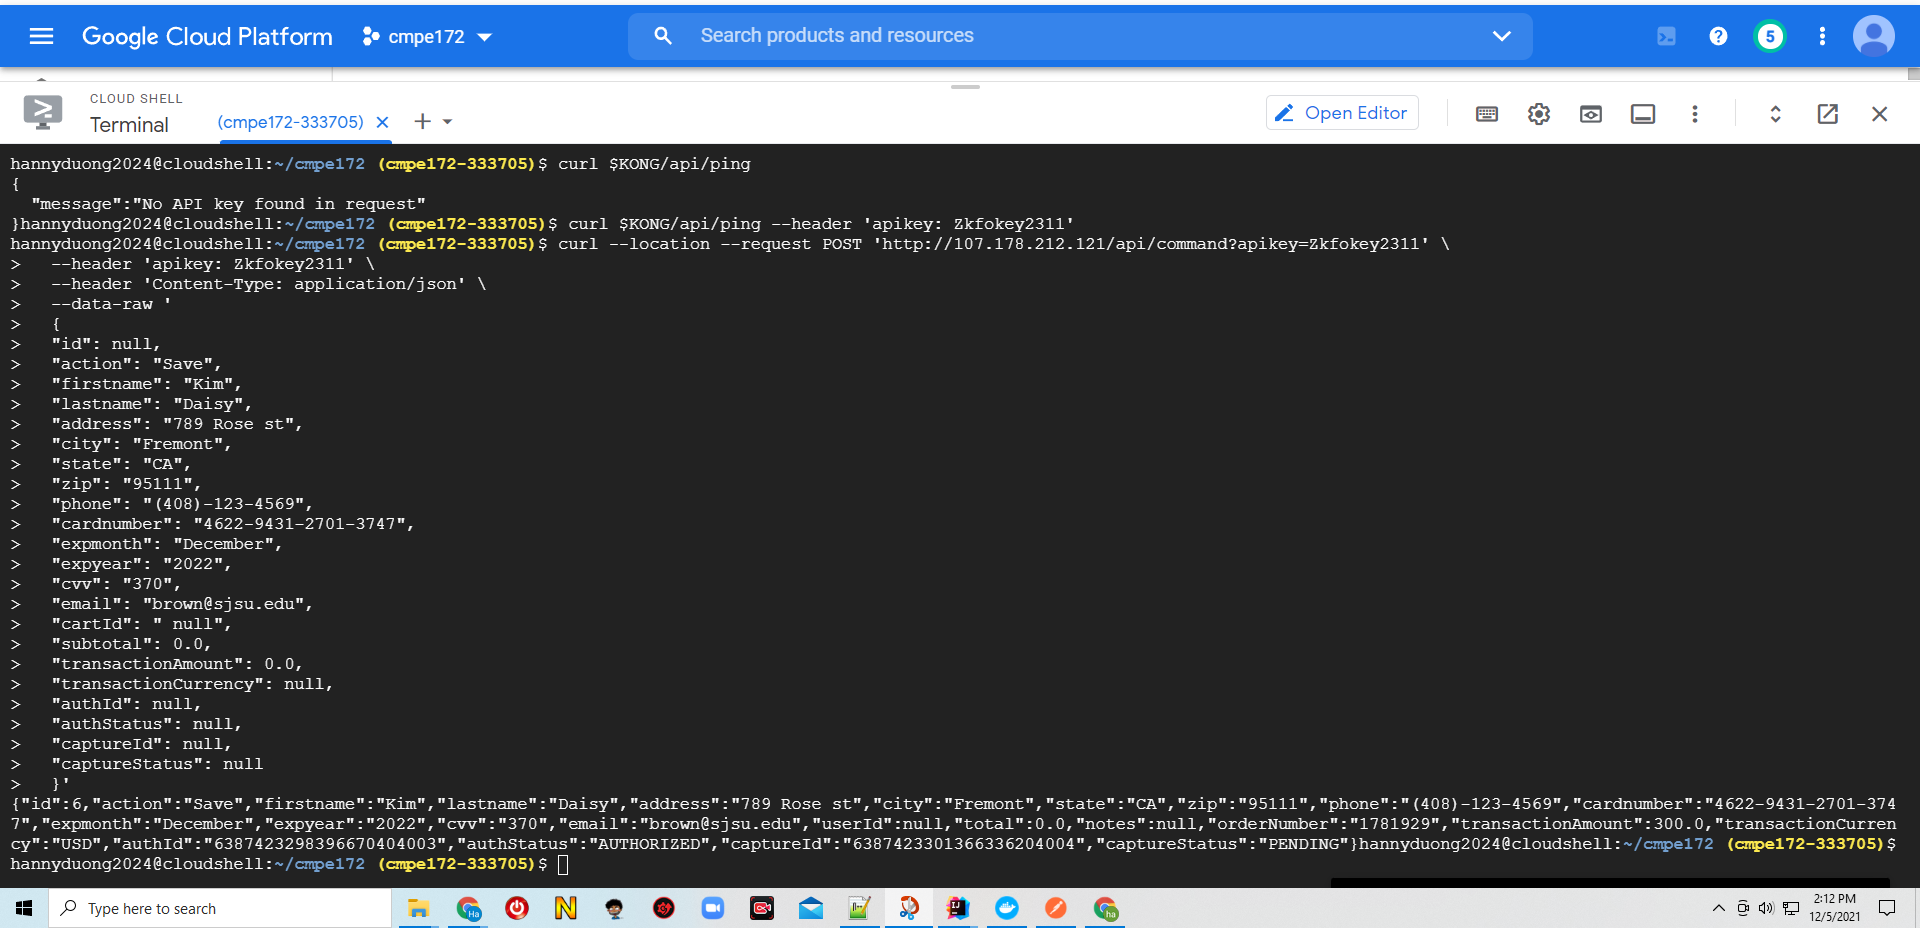 Google Cloud Platform
cmpe172
Search products and resources
5
CLOUD SHELL
Terminal
(cmpe172-333705)
Open Editor
hannyduong2024@cloudshell:~/cmpe172 (cmpe172-333705)$ curl $KONG/api/ping
{
"message":"No API key found in request"
}hannyduong2024@cloudshell:~/cmpe172 (cmpe172-333705)$ curl $KONG/api/ping --header 'apikey: Zkfokey2311'
hannyduong2024@cloudshell:~/cmpe172 (cmpe172-333705)$ curl --location --request POST 'http://107.178.212.121/api/command?apikey=Zkfokey2311' \
> --header 'apikey: Zkfokey2311' \
> --header 'Content-Type: application/json' \
> --data-raw '
> {
> "id": null,
> "action": "Save",
> "firstname": "Kim",
> "lastname": "Daisy",
> "address": "789 Rose st",
> "city": "Fremont",
> "state": "CA",
> "zip": "95111",
> "phone": "(408)-123-4569",
> "cardnumber": "4622-9431-2701-3747",
> "expmonth": "December",
> "expyear": "2022",
> "cvv": "370",
> "email": "brown@sjsu.edu",
> "cartId": " null",
> "subtotal": 0.0,
> "transactionAmount": 0.0,
> "transactionCurrency": null,
> "authId": null,
> "authStatus": null,
> "captureId": null,
> "captureStatus": null
> }'
{"id":6,"action":"Save","firstname":"Kim","lastname":"Daisy","address":"789 Rose st","city":"Fremont","state":"CA","zip":"95111","phone":"(408)-123-4569","cardnumber":"4622-9431-2701-374
7","expmonth":"December","expyear":"2022","cvv":"370","email":"brown@sjsu.edu","userId":null,"total":0.0,"notes":null,"orderNumber":"1781929","transactionAmount":300.0,"transactionCurren
cy":"USD","authId":"6387423298396670404003","authStatus":"AUTHORIZED","captureId":"6387423301366336204004","captureStatus":"PENDING"}hannyduong2024@cloudshell:~/cmpe172 (cmpe172-333705)$
hannyduong2024@cloudshell:~/cmpe172 (cmpe172-333705)$
Type here to search
2:12 PM
12/5/2021